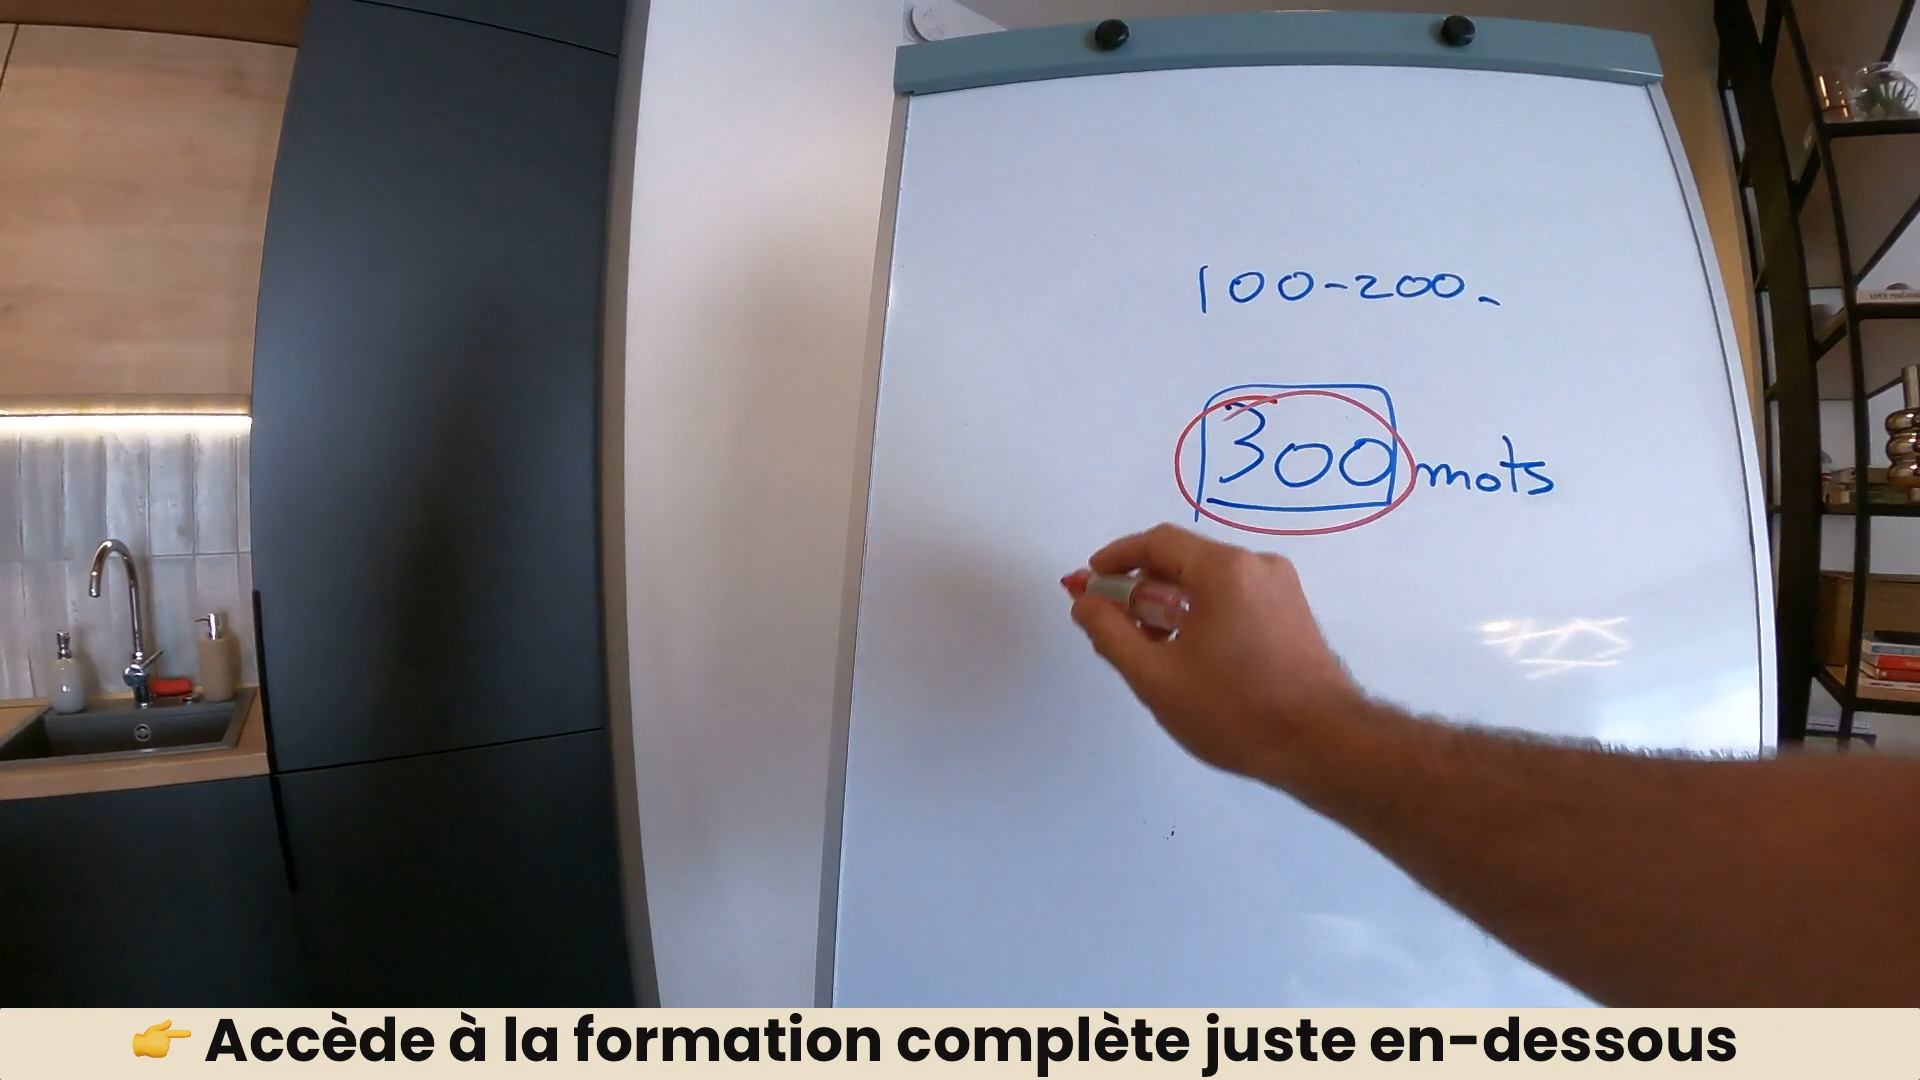 100-200-
300 mots
👉 Accède à la formation complète juste en-dessous